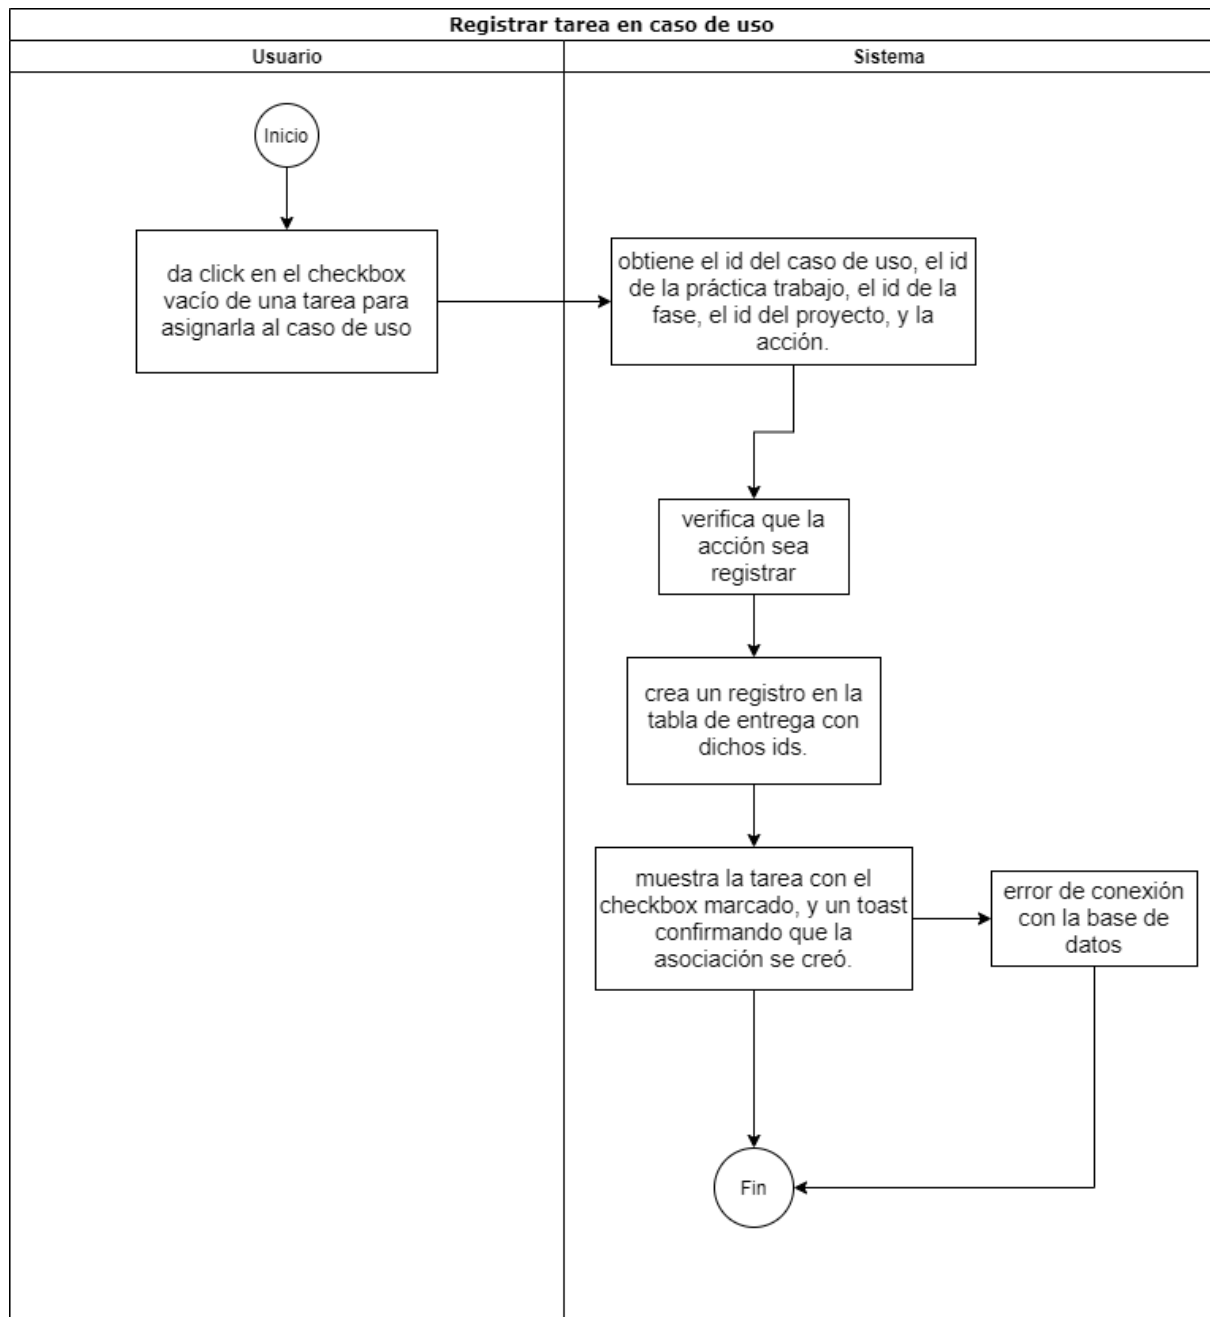 Registrar tarea en caso de uso
Usuario
Sistema
Inicio
da click en el checkbox
vacío de una tarea para
asignarla al caso de uso
obtiene el id del caso de uso, el id
de la práctica trabajo, el id de la
fase, el id del proyecto, y la
acción.
verifica que la
acción sea
registrar
crea un registro en la
tabla de entrega con
dichos ids.
muestra la tarea con el
checkbox marcado, y un toast
confirmando que la
asociación se creó.
error de conexión
con la base de
datos
Fin